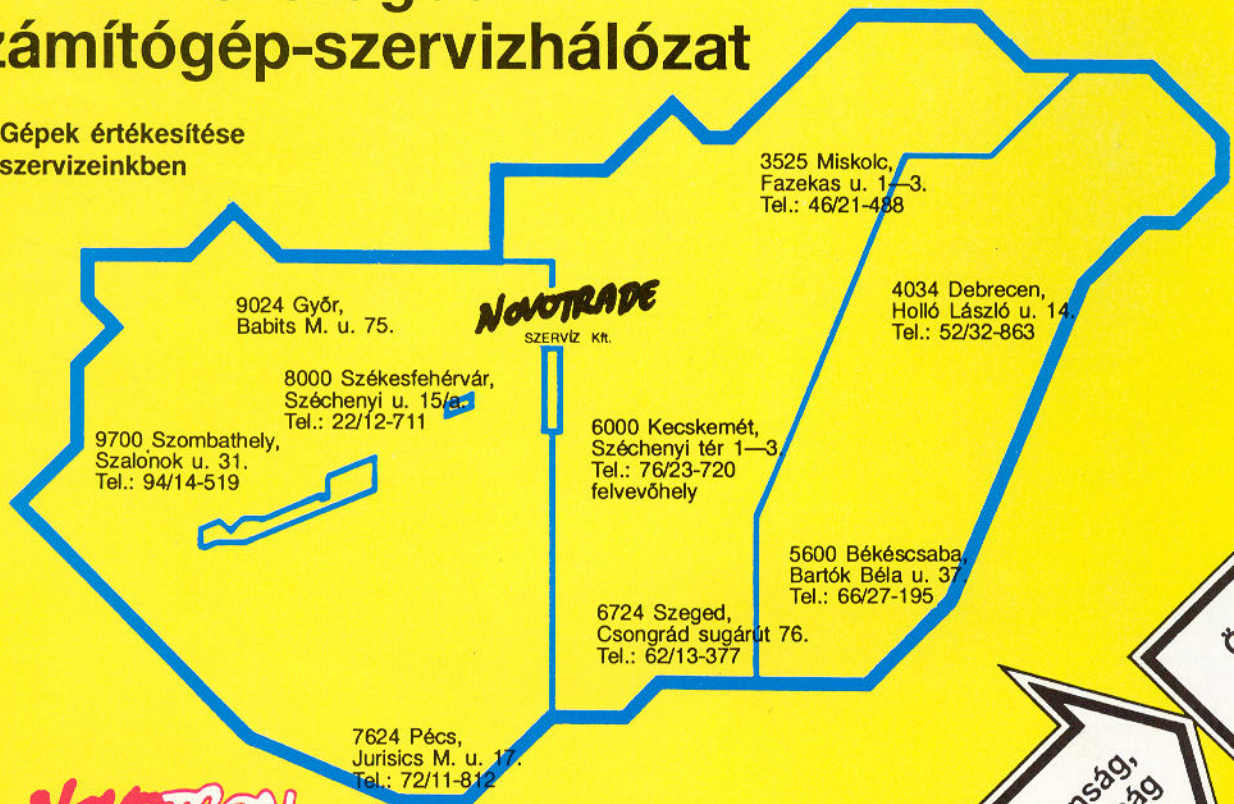 zámítógép-szervizhálózat
Gépek értékesítése
szervizeinkben
3525 Miskolc,
Fazekas u. 1—3.
Tel.: 46/21-488
4034 Debrecen,
Holló László u. 14.
Tel.: 52/32-863
9024 Győr,
Babits M. u. 75.
NOVOTRADE
SZERVÍZ Kft.
8000 Székesfehérvár,
Széchenyi u. 15/a.
Tel.: 22/12-711
9700 Szombathely,
Szalónok u. 31.
Tel.: 94/14-519
6000 Kecskemét,
Széchenyi tér 1—3.
Tel.: 76/23-720
felvevőhely
5600 Békéscsaba,
Bartók Béla u. 37.
Tel.: 66/27-195
6724 Szeged,
Csongrád sugárút 76.
Tel.: 62/13-377
7624 Pécs,
Jurisics M. u. 17.
Tel.: 72/11-812
NOVOTRON